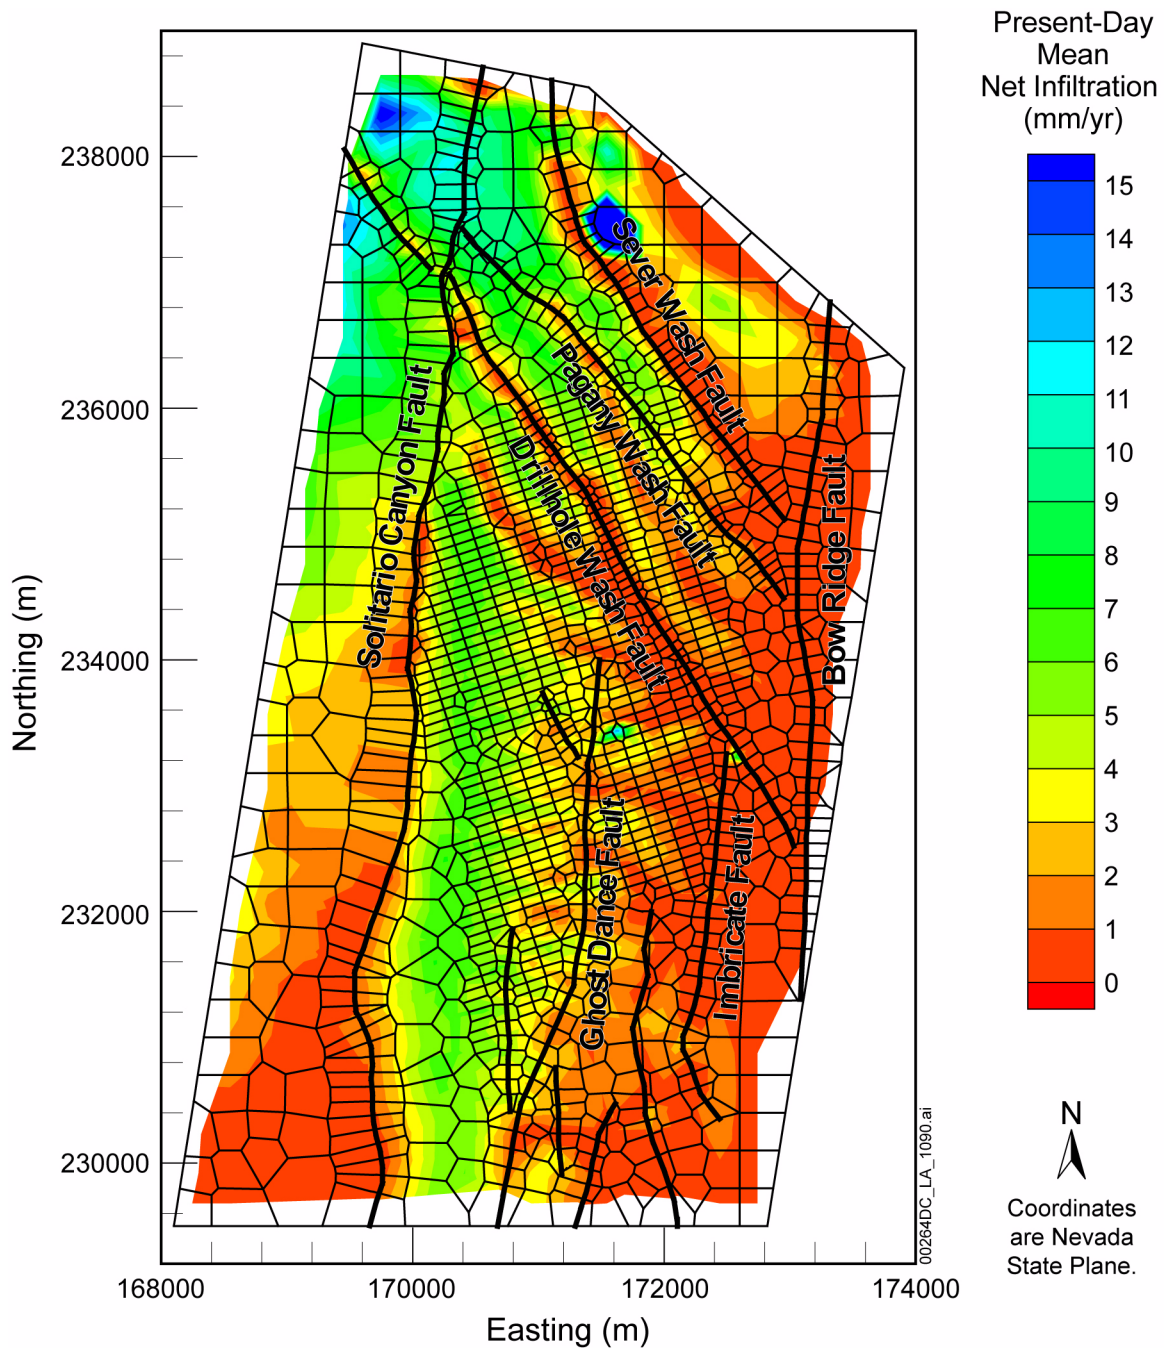 Present-Day
Mean
Net Infiltration
(mm/yr)
15
14
13
12
11
10
9
8
7
6
5
4
3
2
1
0
238000
236000
234000
232000
230000
Northing (m)
168000
170000
172000
174000
Easting (m)
Sever Wash Fault
Pagany Wash Fault
Drillhole Wash Fault
Solitario Canyon Fault
Bow Ridge Fault
Ghost Dance Fault
Imbricate Fault
00264DC_LA_1090.ai
N
Coordinates
are Nevada
State Plane.